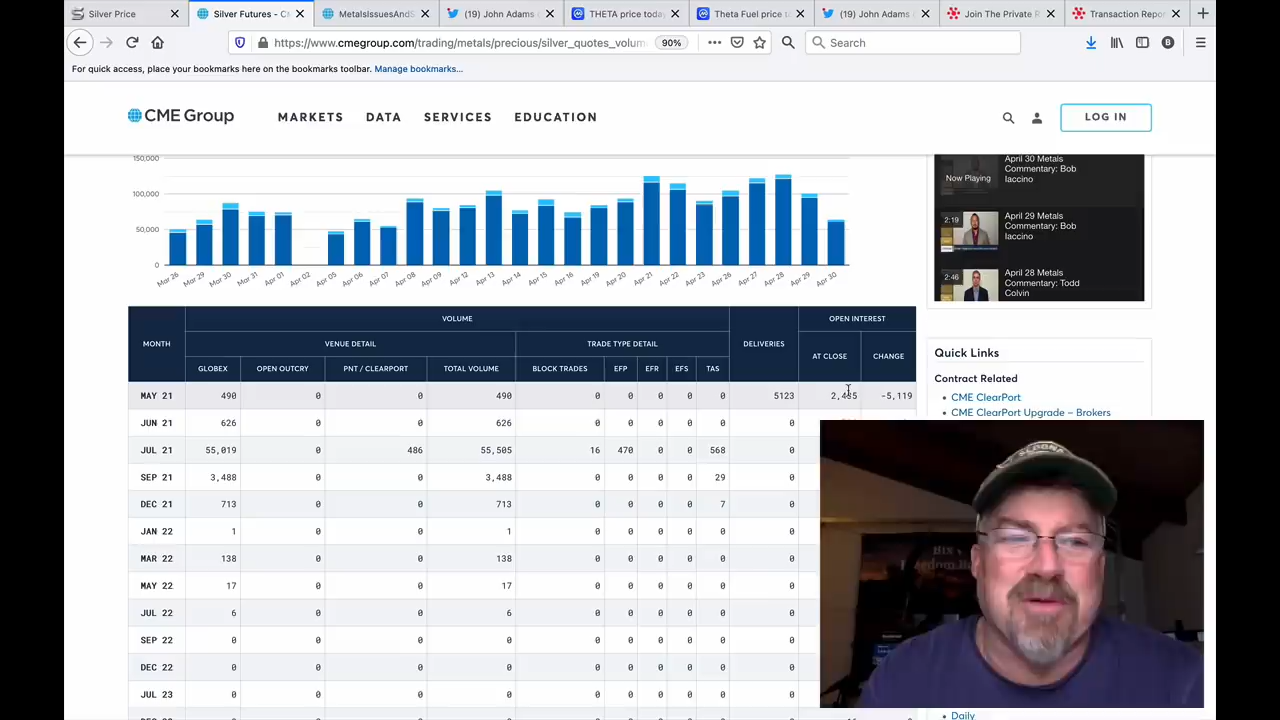 Silver Price
Silver Futures - C
MetalsIssuesAndS
(19) John Adams
THETA price today
Theta Fuel price t
(19) John Adams
Join The Private R
Transaction Repo
https://www.cmegroup.com/trading/metals/precious/silver_quotes_volum
90%
Search
For quick access, place your bookmarks here on the bookmarks toolbar. Manage bookmarks...
CME Group
MARKETS DATA SERVICES EDUCATION
LOG IN
150,000
100,000
50,000
0
Mar 26 Mar 29 Mar 30 Mar 31 Apr 01 Apr 02 Apr 05 Apr 06 Apr 07 Apr 08 Apr 09 Apr 12 Apr 13 Apr 14 Apr 15 Apr 16 Apr 19 Apr 20 Apr 21 Apr 22 Apr 23 Apr 26 Apr 27 Apr 28 Apr 29 Apr 30
Now Playing
April 30 Metals
Commentary: Bob
Iaccino
2:19
April 29 Metals
Commentary: Bob
Iaccino
2:46
April 28 Metals
Commentary: Todd
Colvin
MONTH
VOLUME
DELIVERIES
OPEN INTEREST
VENUE DETAIL
TRADE TYPE DETAIL
AT CLOSE
CHANGE
GLOBEX OPEN OUTCRY PNT / CLEARPORT TOTAL VOLUME BLOCK TRADES EFP EFR EFS TAS
MAY 21 490 0 0 490 0 0 0 0 0 5123 -5,119
JUN 21 626 0 0 626 0 0 0 0 0 0
JUL 21 55,019 0 486 55,505 16 470 0 0 568 0
SEP 21 3,488 0 0 3,488 0 0 0 0 29 0
DEC 21 713 0 0 713 0 0 0 0 7 0
JAN 22 1 0 0 1 0 0 0 0 0 0
MAR 22 138 0 0 138 0 0 0 0 0 0
MAY 22 17 0 0 17 0 0 0 0 0 0
JUL 22 6 0 0 6 0 0 0 0 0 0
SEP 22 0 0 0 0 0 0 0 0 0 0
DEC 22 0 0 0 0 0 0 0 0 0 0
JUL 23 0 0 0 0 0 0 0 0 0 0
Quick Links
Contract Related
CME ClearPort
CME ClearPort Upgrade – Brokers
Daily